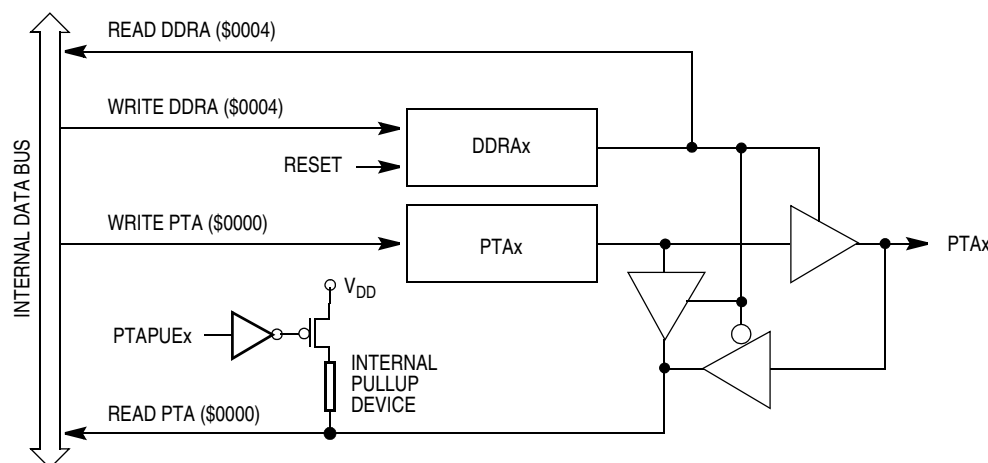 READ DDRA ($0004)
WRITE DDRA ($0004)
DDRAx
RESET
INTERNAL DATA BUS
WRITE PTA ($0000)
PTAx
PTAx
VDD
PTAPUEx
INTERNAL
PULLUP
DEVICE
READ PTA ($0000)